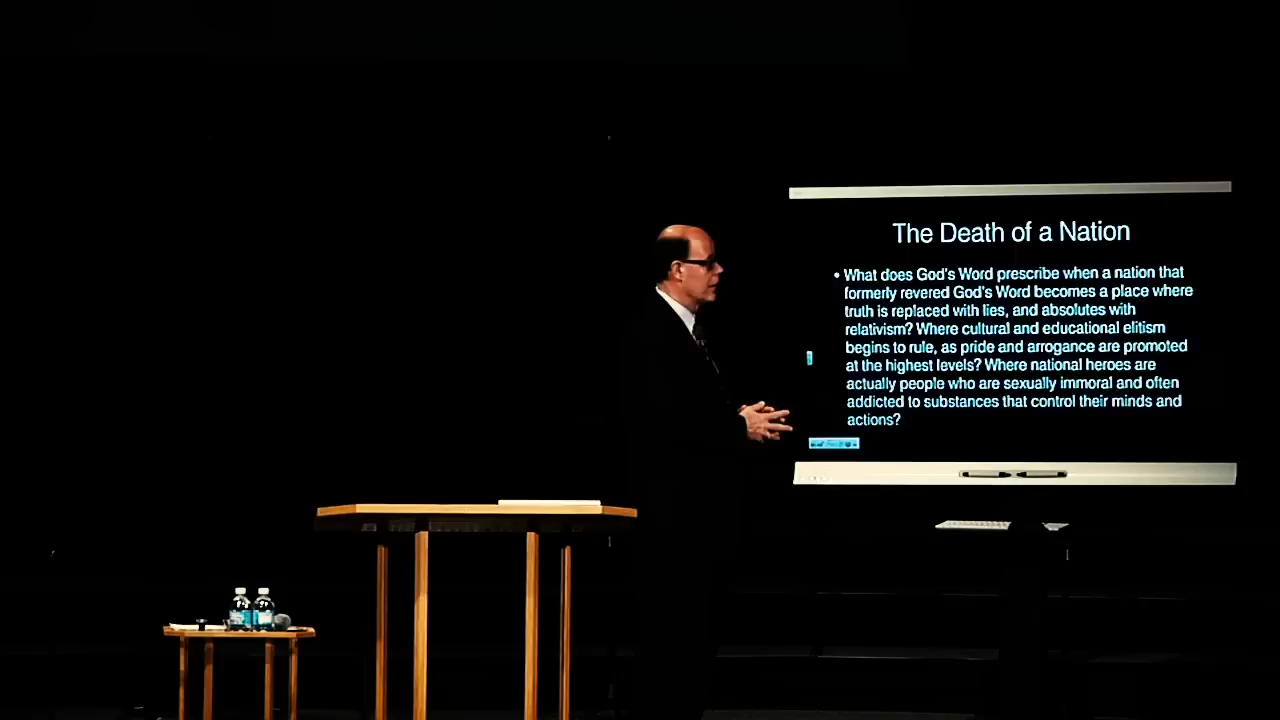 The Death of a Nation
• What does God's Word prescribe when a nation that
formerly revered God's Word becomes a place where
truth is replaced with lies, and absolutes with
relativism? Where cultural and educational elitism
begins to rule, as pride and arrogance are promoted
at the highest levels? Where national heroes are
actually people who are sexually immoral and often
addicted to substances that control their minds and
actions?